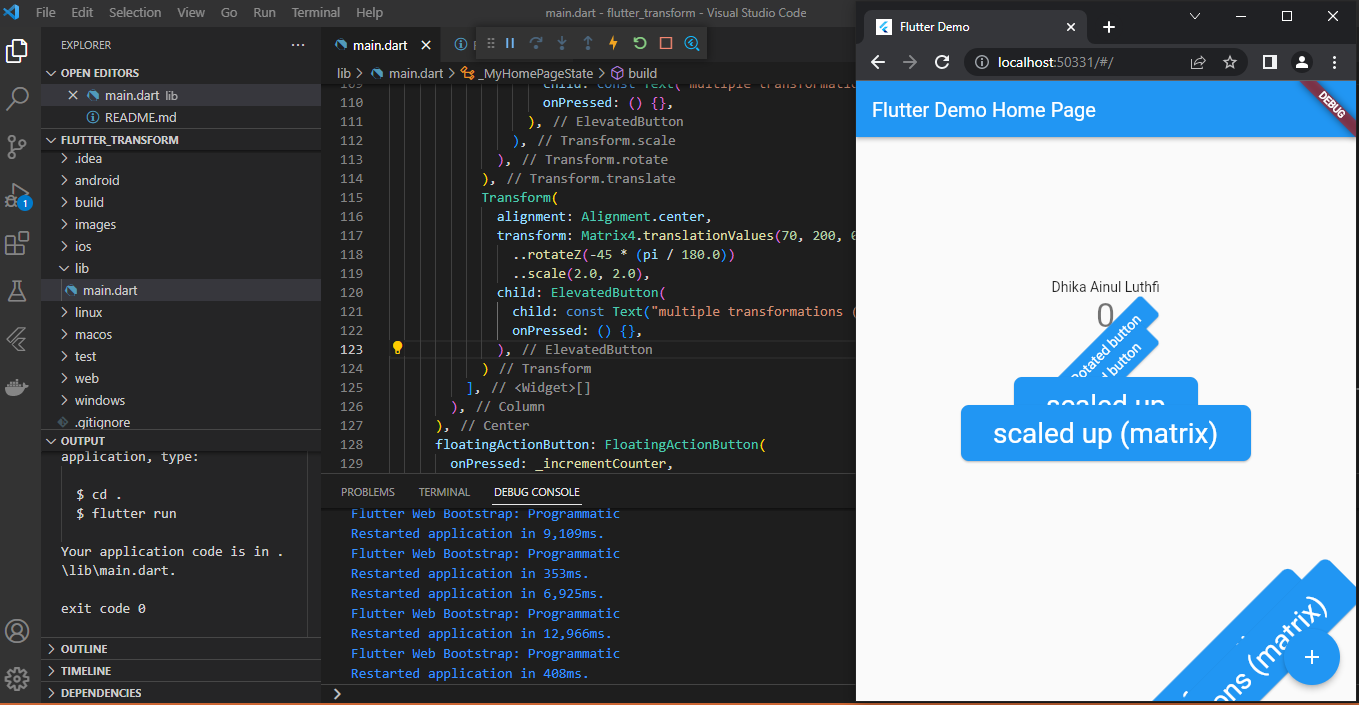 File Edit Selection View Go Run Terminal Help
main.dart - flutter_transform - Visual Studio Code
EXPLORER
OPEN EDITORS
main.dart lib
README.md
FLUTTER_TRANSFORM
.idea
android
build
images
ios
lib
main.dart
linux
macos
test
web
windows
.gitignore
OUTPUT
application, type:
$ cd .
$ flutter run
Your application code is in .
\lib\main.dart.
exit code 0
OUTLINE
TIMELINE
DEPENDENCIES
1
main.dart
lib > main.dart > _MyHomePageState > build
109 child: const Text("multiple transformatio
110 onPressed: () {},
111 ), // ElevatedButton
112 ), // Transform.scale
113 ), // Transform.rotate
114 ), // Transform.translate
115 Transform(
116 alignment: Alignment.center,
117 transform: Matrix4.translationValues(70, 200, 0
118 ..rotateZ(-45 * (pi / 180.0))
119 ..scale(2.0, 2.0),
120 child: ElevatedButton(
121 child: const Text("multiple transformations (
122 onPressed: () {},
123 ), // ElevatedButton
124 ) // Transform
125 ], // <Widget>[]
126 ), // Column
127 ), // Center
128 floatingActionButton: FloatingActionButton(
129 onPressed: _incrementCounter,
PROBLEMS TERMINAL DEBUG CONSOLE
Flutter Web Bootstrap: Programmatic
Restarted application in 9,109ms.
Flutter Web Bootstrap: Programmatic
Restarted application in 353ms.
Restarted application in 6,925ms.
Flutter Web Bootstrap: Programmatic
Restarted application in 12,966ms.
Flutter Web Bootstrap: Programmatic
Restarted application in 408ms.
>
Flutter Demo
localhost:50331/#/
Flutter Demo Home Page
DEBUG
Dhika Ainul Luthfi
0
rotated button
button
scaled up
scaled up (matrix)
ons (matrix)
+